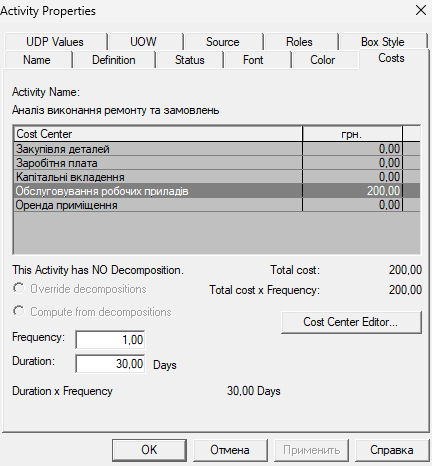 Activity Properties
UDP Values UOW Source Roles Box Style
Name Definition Status Font Color Costs
Activity Name:
Аналіз виконання ремонту та замовлень
Cost Center грн.
Закупівля деталей 0,00
Заробітня плата 0,00
Капітальні вкладення 0,00
Обслуговування робочих приладів 200,00
Оренда приміщення 0,00
This Activity has NO Decomposition. Total cost: 200,00
Override decompositions Total cost x Frequency: 200,00
Compute from decompositions
Cost Center Editor...
Frequency: 1,00
Duration: 30,00 Days
Duration x Frequency 30,00 Days
OK Отмена Применить Справка